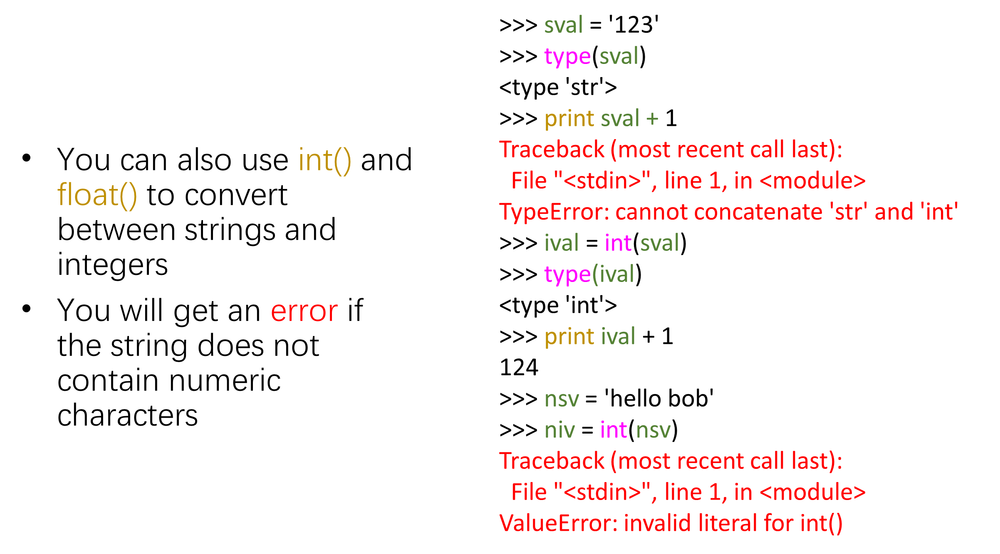 • You can also use int() and
float() to convert
between strings and
integers
• You will get an error if
the string does not
contain numeric
characters
>>> sval = '123'
>>> type(sval)
<type 'str'>
>>> print sval + 1
Traceback (most recent call last):
  File "<stdin>", line 1, in <module>
TypeError: cannot concatenate 'str' and 'int'
>>> ival = int(sval)
>>> type(ival)
<type 'int'>
>>> print ival + 1
124
>>> nsv = 'hello bob'
>>> niv = int(nsv)
Traceback (most recent call last):
  File "<stdin>", line 1, in <module>
ValueError: invalid literal for int()